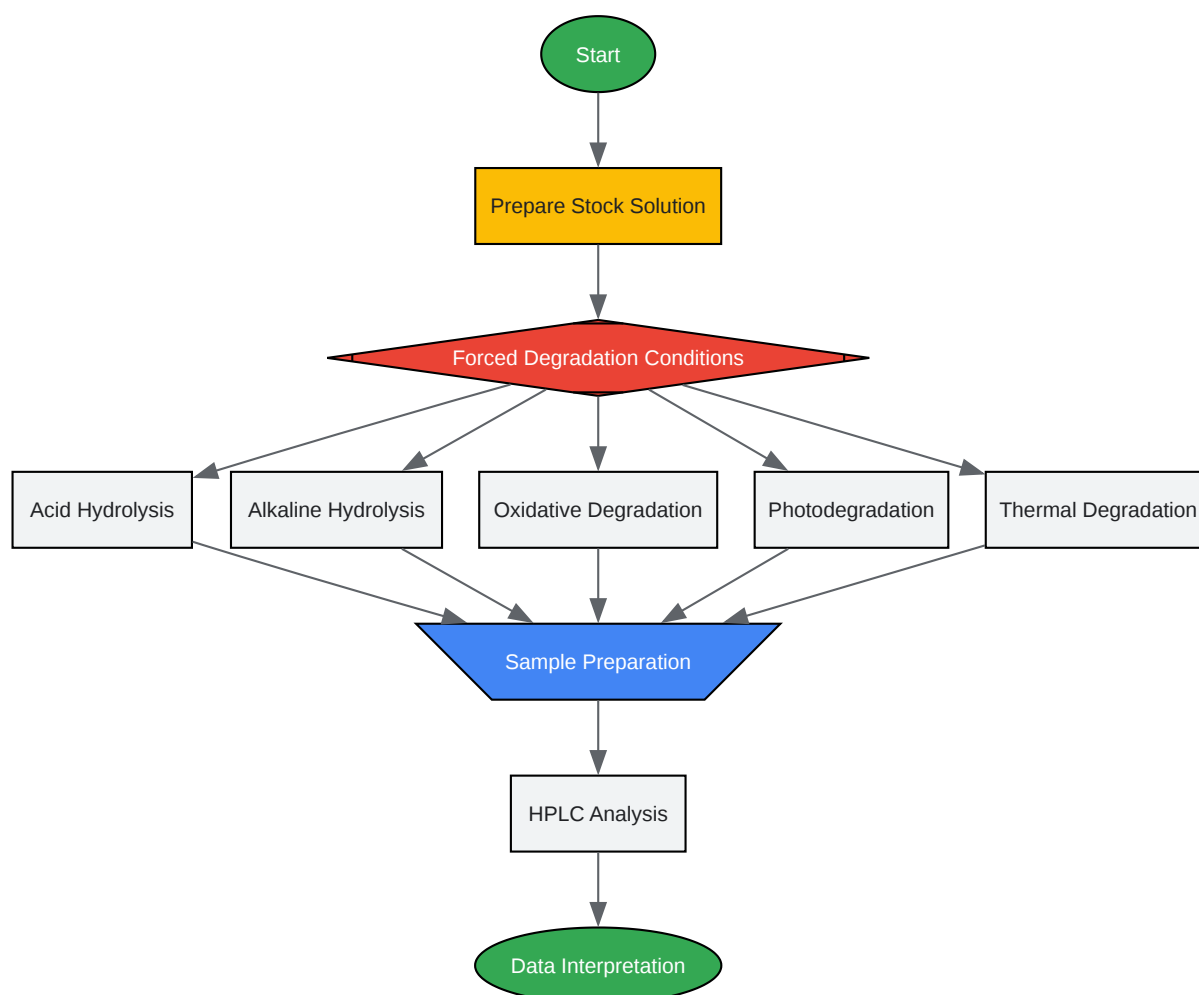 Start
Prepare Stock Solution
Forced Degradation Conditions
Acid Hydrolysis
Alkaline Hydrolysis
Oxidative Degradation
Photodegradation
Thermal Degradation
Sample Preparation
HPLC Analysis
Data Interpretation